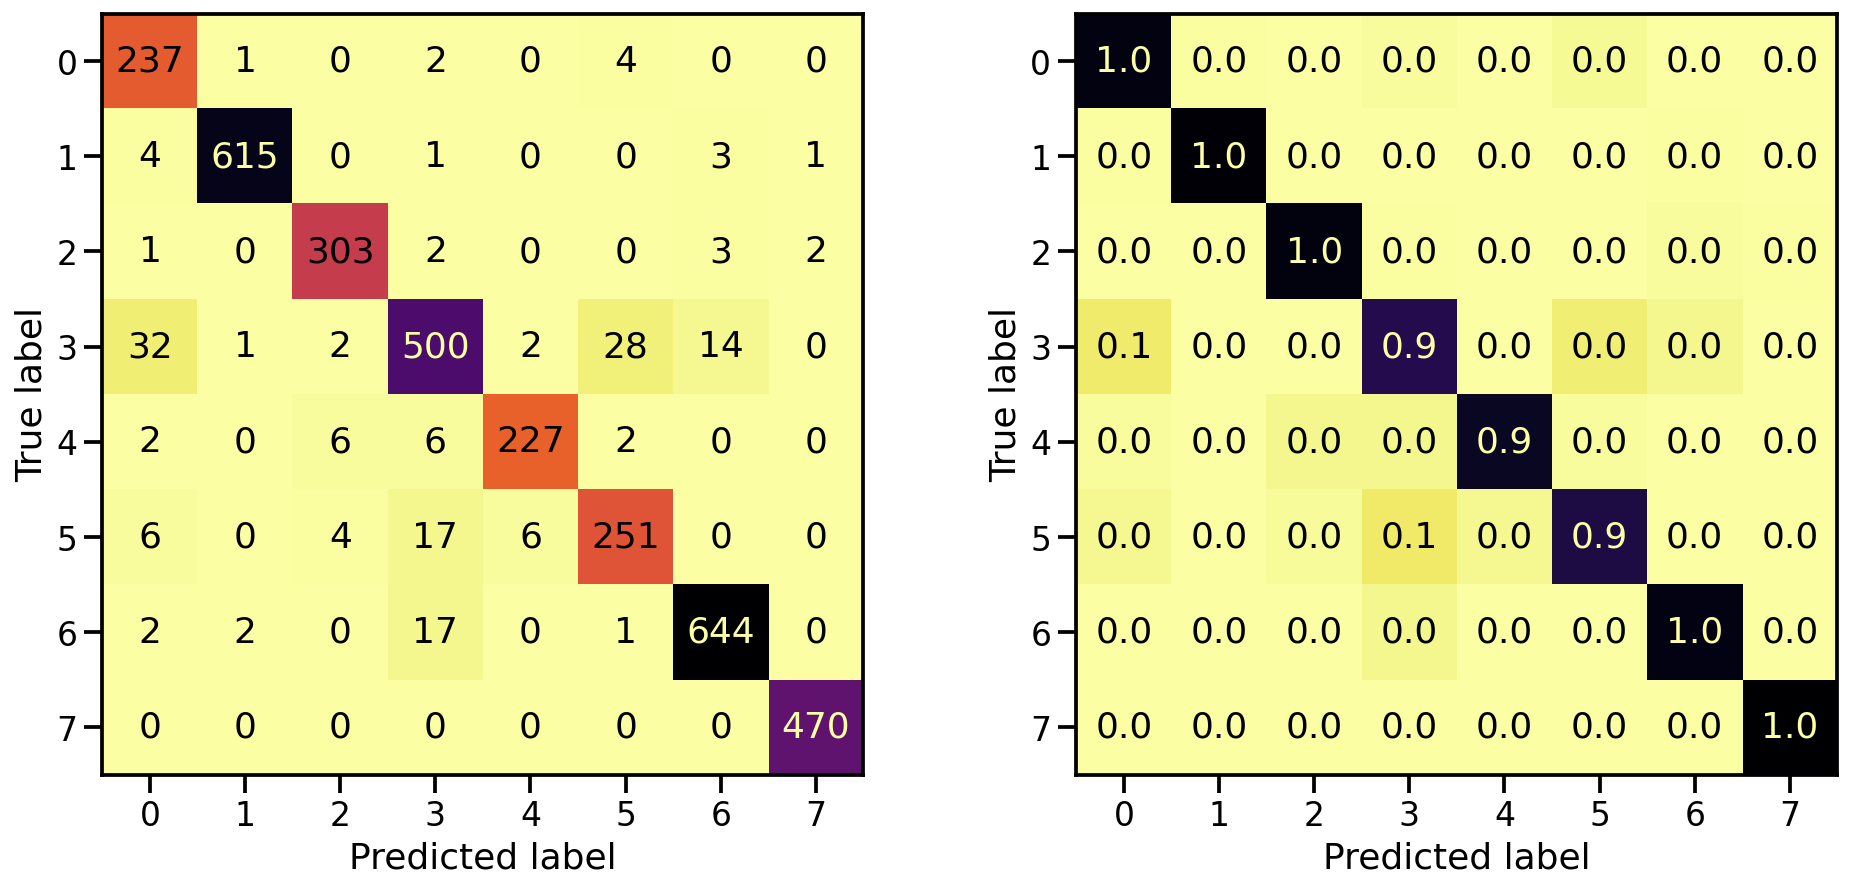 0 237 1 0 2 0 4 0 0
1 4 615 0 1 0 0 3 1
2 1 0 303 2 0 0 3 2
3 32 1 2 500 2 28 14 0
4 2 0 6 6 227 2 0 0
5 6 0 4 17 6 251 0 0
6 2 2 0 17 0 1 644 0
7 0 0 0 0 0 0 0 470
0 1 2 3 4 5 6 7
Predicted label
True label
0 1.0 0.0 0.0 0.0 0.0 0.0 0.0 0.0
1 0.0 1.0 0.0 0.0 0.0 0.0 0.0 0.0
2 0.0 0.0 1.0 0.0 0.0 0.0 0.0 0.0
3 0.1 0.0 0.0 0.9 0.0 0.0 0.0 0.0
4 0.0 0.0 0.0 0.0 0.9 0.0 0.0 0.0
5 0.0 0.0 0.0 0.1 0.0 0.9 0.0 0.0
6 0.0 0.0 0.0 0.0 0.0 0.0 1.0 0.0
7 0.0 0.0 0.0 0.0 0.0 0.0 0.0 1.0
0 1 2 3 4 5 6 7
Predicted label
True label